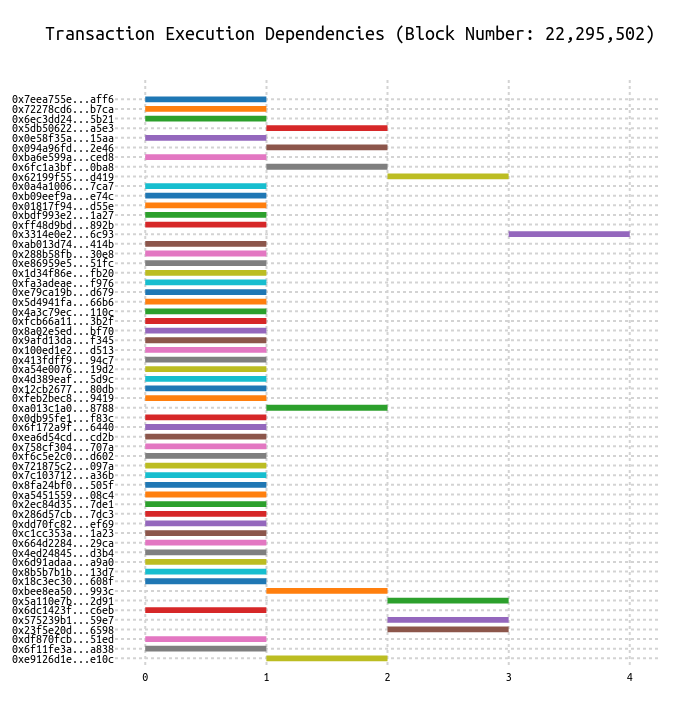 Transaction Execution Dependencies (Block Number: 22,295,502)
0x7eea755e...aff6
0x72278cd6...b7ca
0x6ec3dd24...5b21
0x5db50622...a5e3
0x0e58f35a...15aa
0x094a96fd...2e46
0xba6e599a...ced8
0x6fc1a3bf...0ba8
0x62199f55...d419
0x0a4a1006...7ca7
0xb09eef9a...e74c
0x01817f94...d55e
0xbdf993e2...1a27
0xff48d9bd...892b
0x3314e0e2...6c93
0xab013d74...414b
0x288b58fb...30e8
0xe86959e5...51fc
0x1d34f86e...fb20
0xfa3adeae...f976
0xe79ca19b...d679
0x5d4941fa...66b6
0x4a3c79ec...110c
0xfcb66a11...3b2f
0x8a02e5ed...bf70
0x9afd13da...f345
0x100ed1e2...d513
0x413fdff9...94c7
0xa54e0076...19d2
0x4d389eaf...5d9c
0x12cb2677...80db
0xfeb2bec8...9419
0xa013c1a0...8788
0x0db95fe1...f83c
0x6f172a9f...6440
0xea6d54cd...cd2b
0x758cf304...707a
0xf6c5e2c0...d602
0x721875c2...097a
0x7c103712...a36b
0x8fa24bf0...505f
0xa5451559...08c4
0x2ec84d35...7de1
0x286d57cb...7dc3
0xdd70fc82...ef69
0xc1cc353a...1a23
0x664d2284...29ca
0x4ed24845...d3b4
0x6d91adaa...a9a0
0x8b5b7b1b...13d7
0x18c3ec30...608f
0xbee8ea50...993c
0x5a110e7b...2d91
0x6dc1423f...c6eb
0x575239b1...59e7
0x23f5e20d...6598
0xdf870fcb...51ed
0x6f11fe3a...a838
0xe9126d1e...e10c
0 1 2 3 4